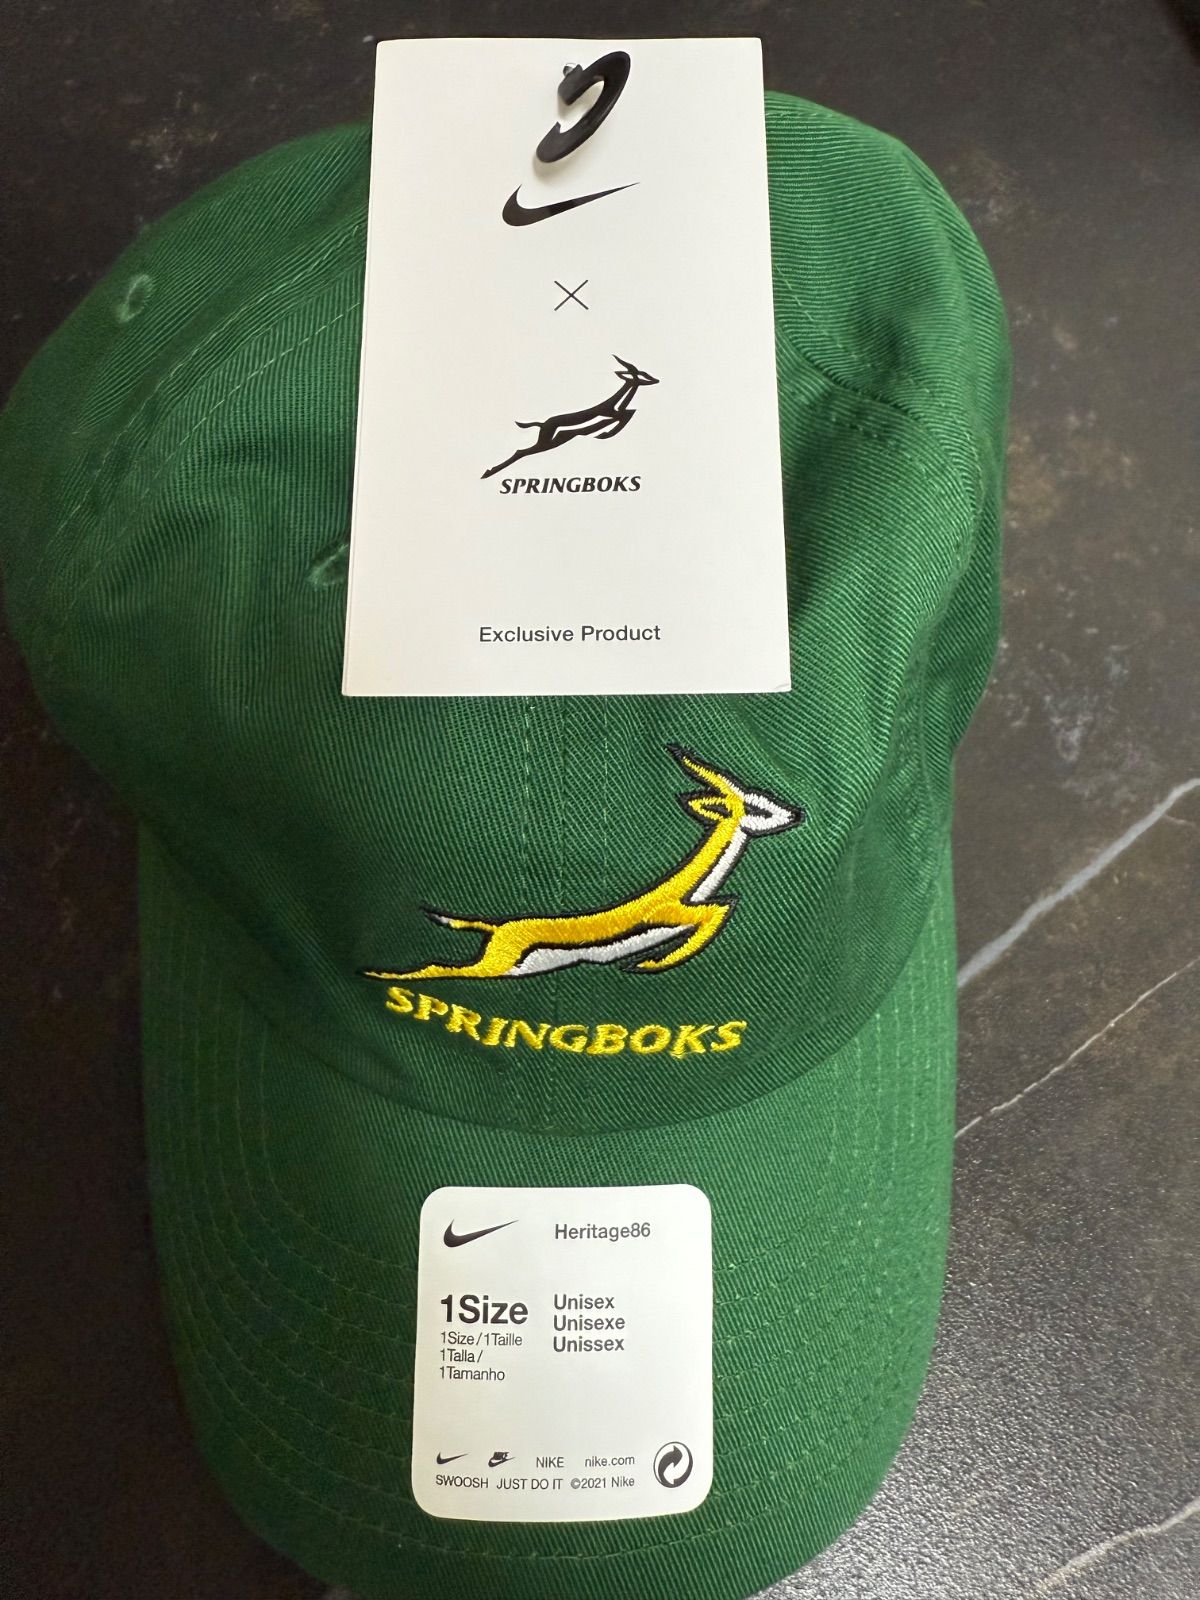 ×
SPRINGBOKS
Exclusive Product
SPRINGBOKS
Heritage86
1Size
1Size/1Taille
1Talla/
1Tamanho
Unisex
Unisexe
Unissex
NIKE nike.com
SWOOSH JUST DO IT ©2021 Nike